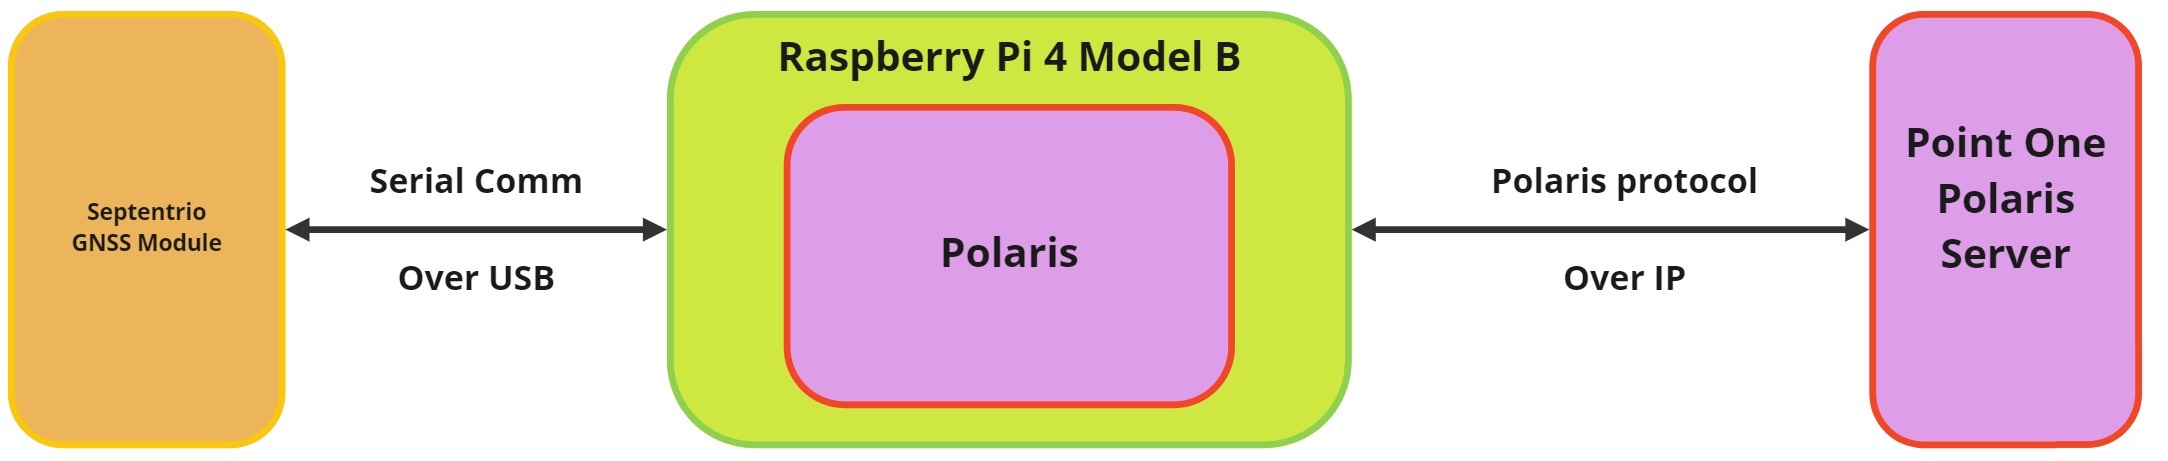 Septentrio
GNSS Module
Serial Comm
Over USB
Raspberry Pi 4 Model B
Polaris
Polaris protocol
Over IP
Point One
Polaris
Server